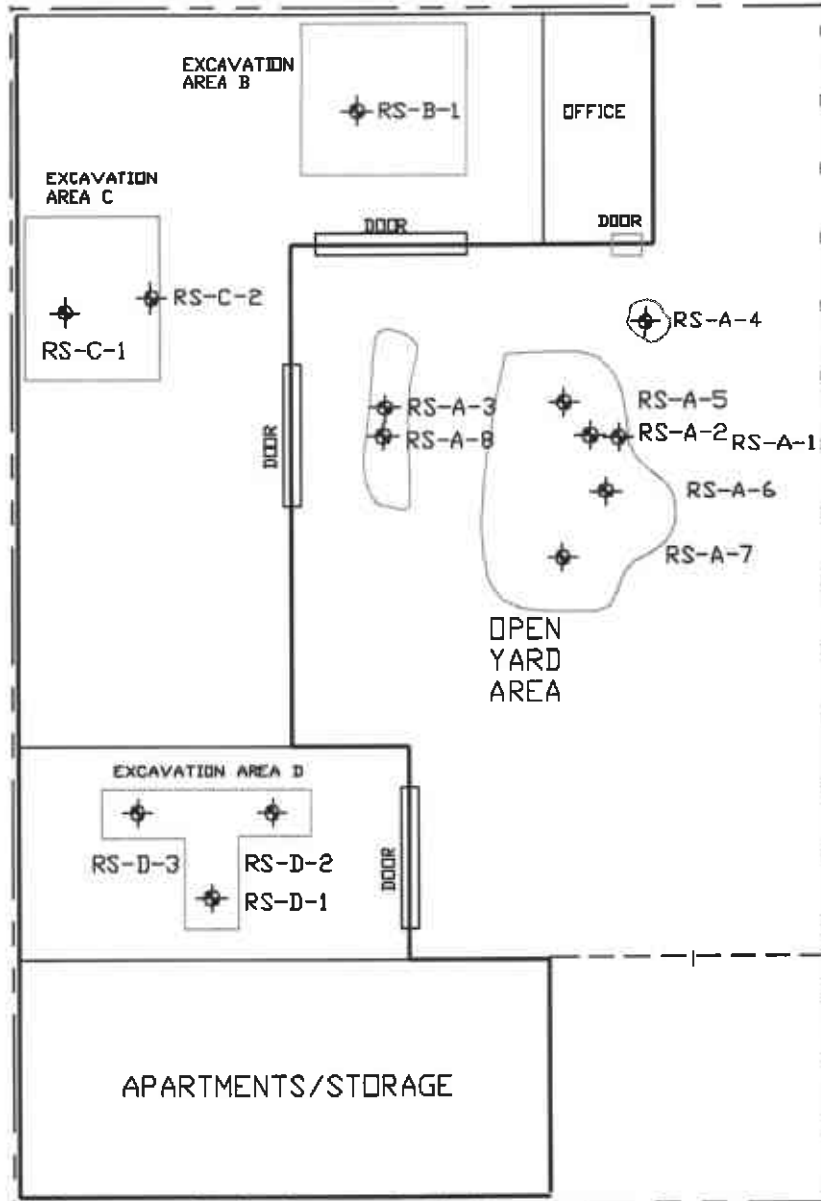 EXCAVATION
AREA B
RS-B-1
OFFICE
EXCAVATION
AREA C
DOOR
DOOR
RS-C-2
RS-C-1
RS-A-4
RS-A-3
RS-A-8
RS-A-5
RS-A-2
RS-A-1
DOOR
RS-A-6
RS-A-7
OPEN
YARD
AREA
EXCAVATION AREA D
RS-D-3
RS-D-2
RS-D-1
DOOR
APARTMENTS/STORAGE